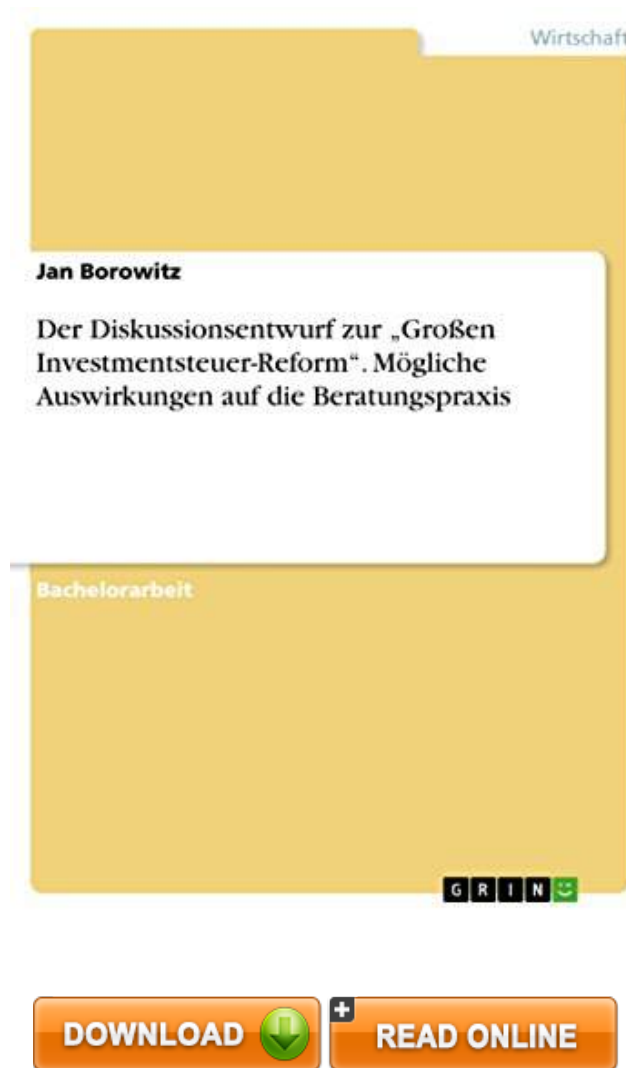 Wirtschaft
Jan Borowitz
Der Diskussionsentwurf zur „Großen
Investmentsteuer-Reform“. Mögliche
Auswirkungen auf die Beratungspraxis
Bachelorarbeit
GRIN
DOWNLOAD
READ ONLINE